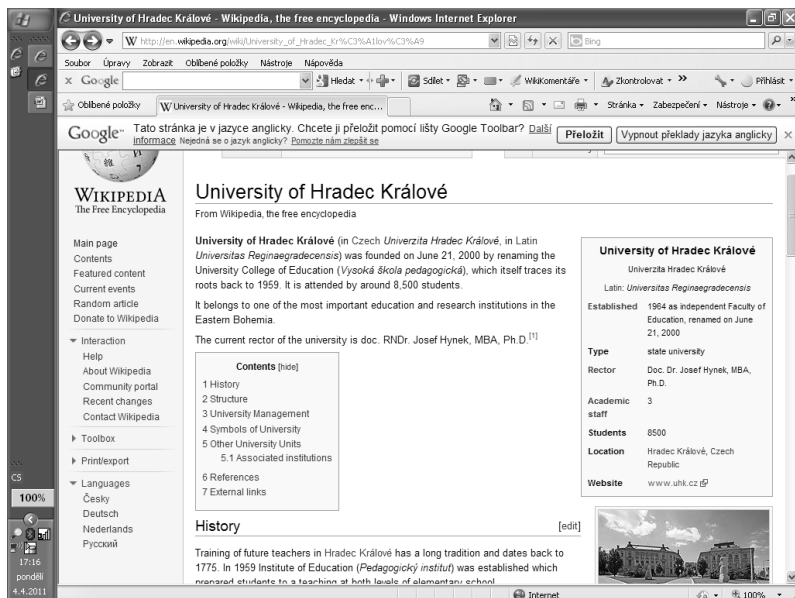 University of Hradec Králové - Wikipedia, the free encyclopedia - Windows Internet Explorer
http://en.wikipedia.org/wiki/University_of_Hradec_Kr%C3%A1lov%C3%A9
Bing
Soubor Úpravy Zobrazit Oblíbené položky Nástroje Nápověda
x Google Hledat Sdílet WikiKomentáře Zkontrolovat » Přihlásit
Oblíbené položky University of Hradec Králové - Wikipedia, the free enc... Stránka Zabezpečení Nástroje
Google Tato stránka je v jazyce anglicky. Chcete ji přeložit pomocí lišty Google Toolbar? Další
informace Nejedná se o jazyk anglicky? Pomozte nám zlepšit se
Přeložit Vypnout překlady jazyka anglicky
WIKIPEDIA
The Free Encyclopedia
Main page
Contents
Featured content
Current events
Random article
Donate to Wikipedia
Interaction
Help
About Wikipedia
Community portal
Recent changes
Contact Wikipedia
Toolbox
Print/export
Languages
Česky
Deutsch
Nederlands
Русский
University of Hradec Králové
From Wikipedia, the free encyclopedia
University of Hradec Králové (in Czech Univerzita Hradec Králové, in Latin
Universitas Reginaegradecensis) was founded on June 21, 2000 by renaming the
University College of Education (Vysoká škola pedagogická), which itself traces its
roots back to 1959. It is attended by around 8,500 students.
It belongs to one of the most important education and research institutions in the
Eastern Bohemia.
The current rector of the university is doc. RNDr. Josef Hynek, MBA, Ph.D.[1]
Contents [hide]
1 History
2 Structure
3 University Management
4 Symbols of University
5 Other University Units
5.1 Associated institutions
6 References
7 External links
History [edit]
Training of future teachers in Hradec Králové has a long tradition and dates back to
1775. In 1959 Institute of Education (Pedagogický institut) was established which
prepared students to a teaching at both levels of elementary school
University of Hradec Králové
Univerzita Hradec Králové
Latin: Universitas Reginaegradecensis
Established 1964 as independent Faculty of
Education, renamed on June
21, 2000
Type state university
Rector Doc. Dr. Josef Hynek, MBA,
Ph.D.
Academic 3
staff
Students 8500
Location Hradec Králové, Czech
Republic
Website www.uhk.cz
CS
100%
17:16
pondělí
4.4.2011
Internet 100%